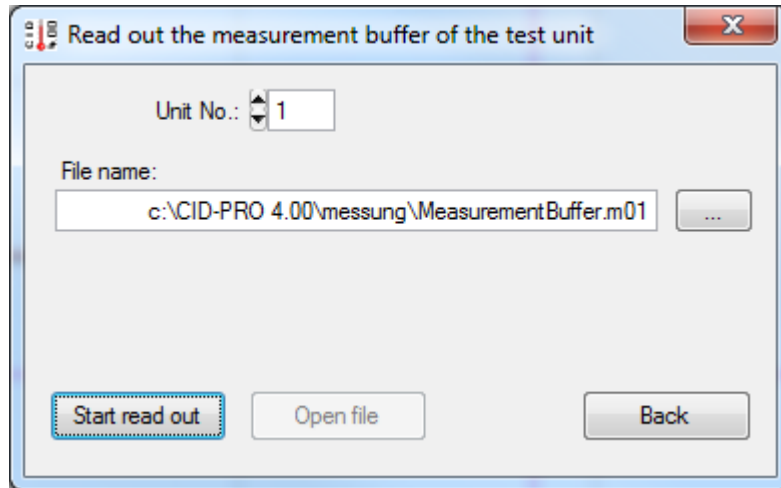 Read out the measurement buffer of the test unit
Unit No.: 1
File name:
c:\CID-PRO 4.00\messung\MeasurementBuffer.m01
...
Start read out
Open file
Back